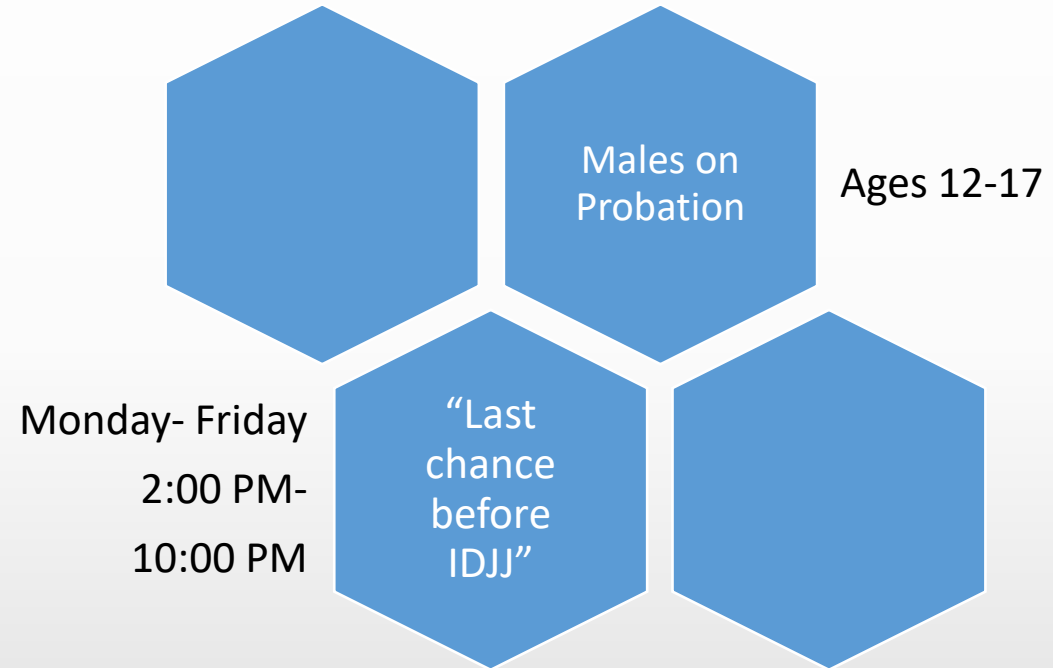 Males on
Probation
Ages 12-17
Monday- Friday
2:00 PM-
10:00 PM
“Last
chance
before
IDJJ”